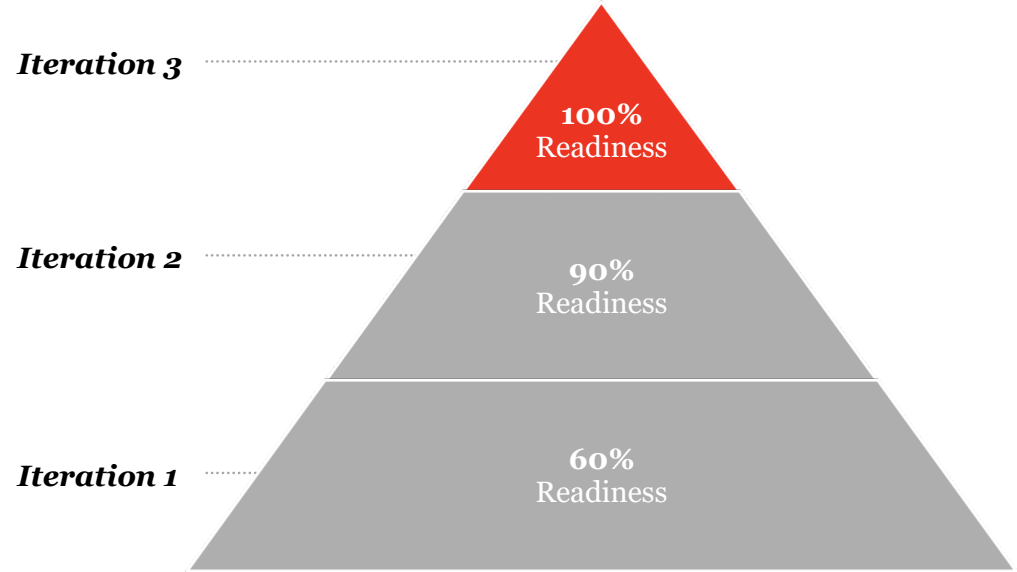 Iteration 3
100%
Readiness
Iteration 2
90%
Readiness
Iteration 1
60%
Readiness